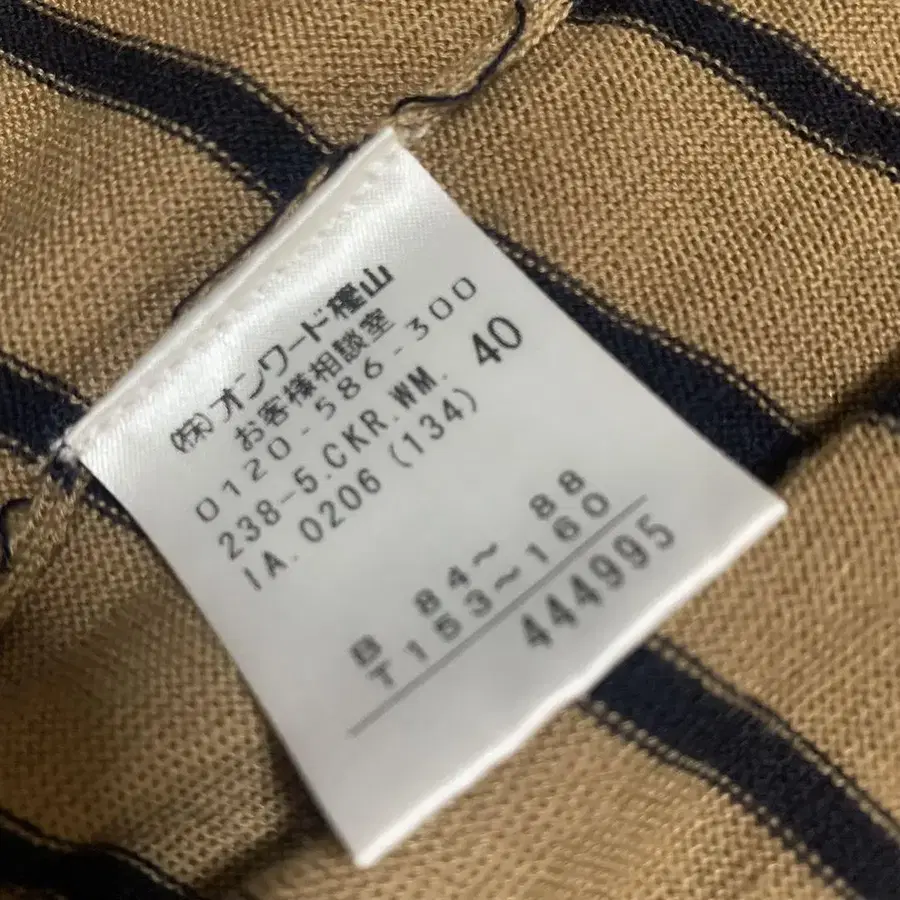 (株)オンワード樫山
お客様相談室
0120-586-300
238-5.CKR.WM. 40
IA.0206 (134)
B 84～ 88
T153～160
444995